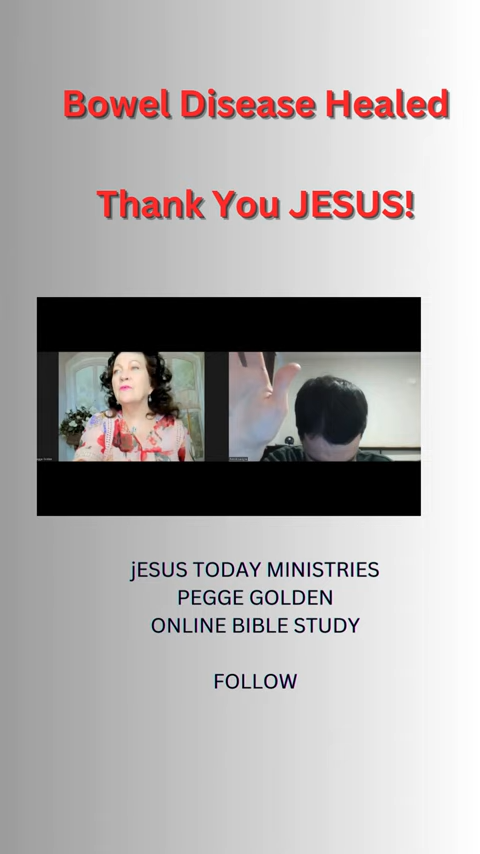 Bowel Disease Healed
Thank You JESUS!
jESUS TODAY MINISTRIES
PEGGE GOLDEN
ONLINE BIBLE STUDY
FOLLOW